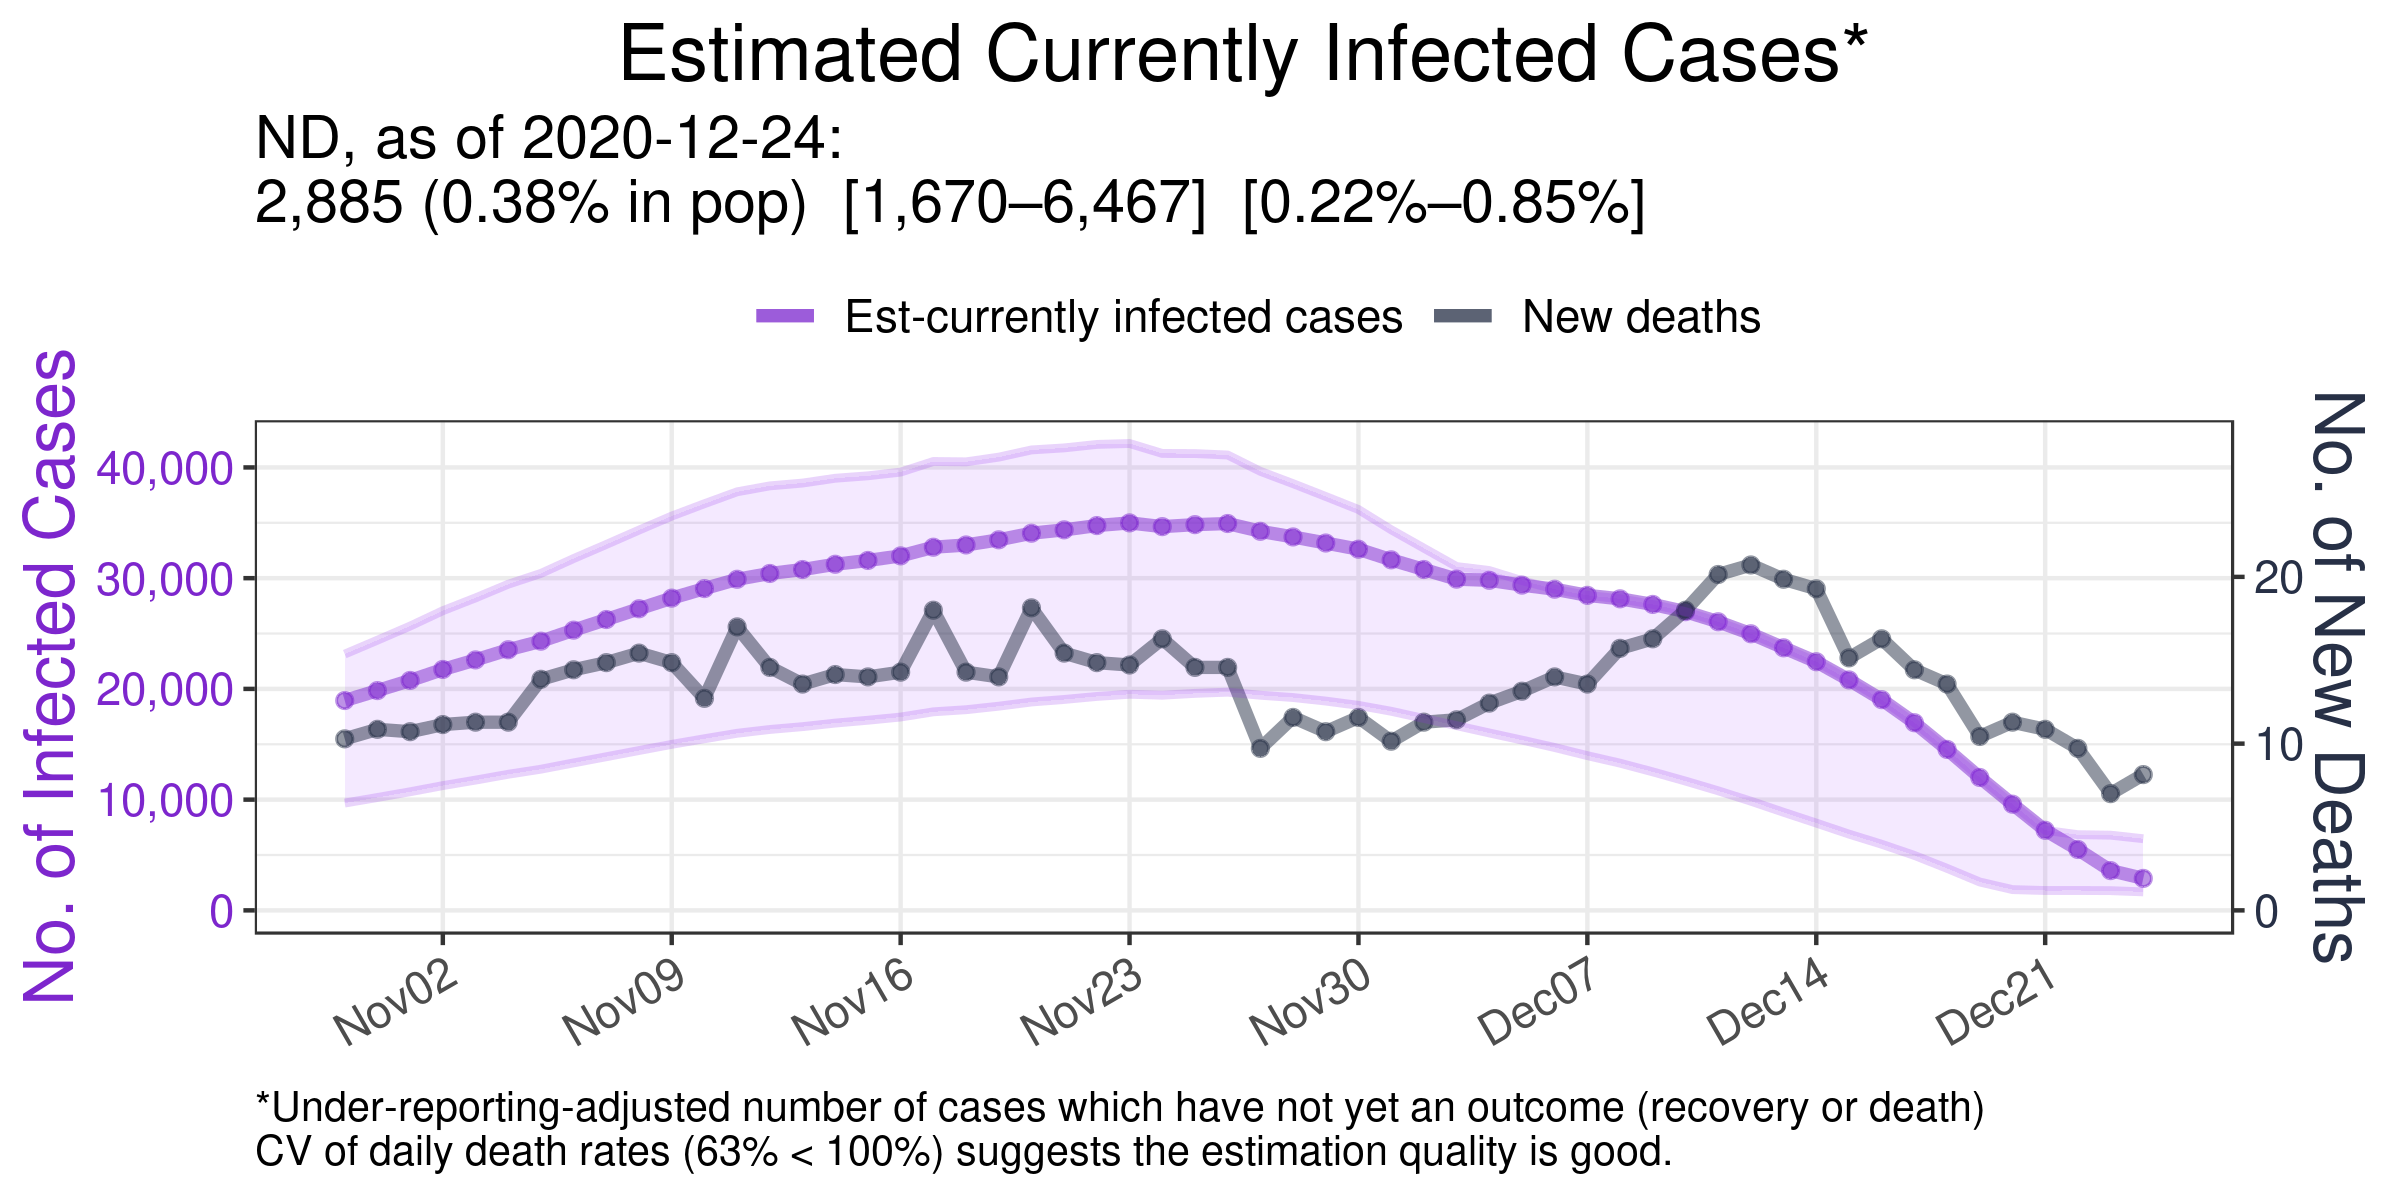 Estimated Currently Infected Cases*
ND, as of 2020-12-24:
2,885 (0.38% in pop)  [1,670–6,467]  [0.22%–0.85%]
Est-currently infected cases
New deaths
No. of Infected Cases
40,000
30,000
20,000
10,000
0
No. of New Deaths
20
10
0
Nov02
Nov09
Nov16
Nov23
Nov30
Dec07
Dec14
Dec21
*Under-reporting-adjusted number of cases which have not yet an outcome (recovery or death)
CV of daily death rates (63% < 100%) suggests the estimation quality is good.